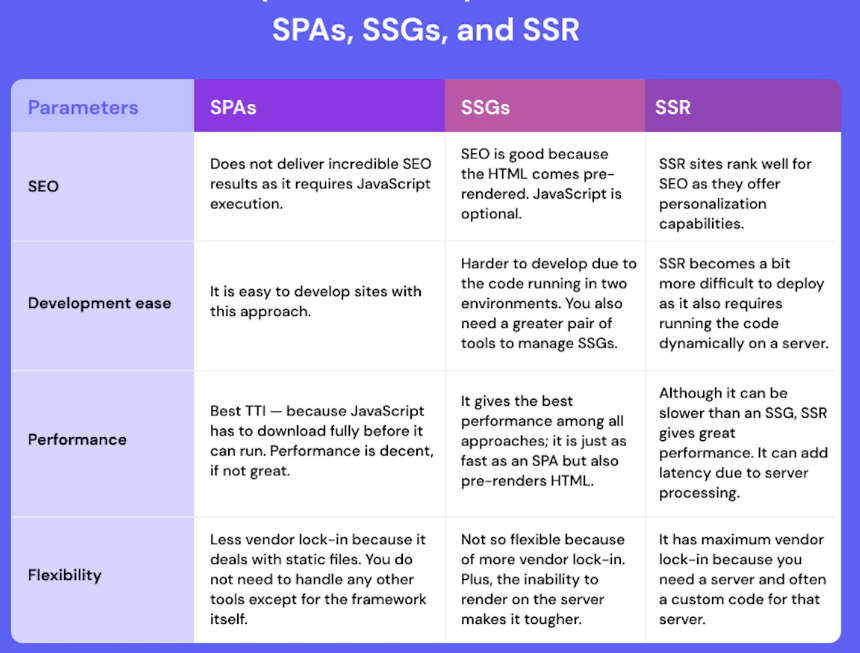 SPAs, SSGs, and SSR
Parameters
SPAs
SSGs
SSR
SEO
Does not deliver incredible SEO
results as it requires JavaScript
execution.
SEO is good because
the HTML comes pre-
rendered. JavaScript is
optional.
SSR sites rank well for
SEO as they offer
personalization
capabilities.
Development ease
It is easy to develop sites with
this approach.
Harder to develop due to
the code running in two
environments. You also
need a greater pair of
tools to manage SSGs.
SSR becomes a bit
more difficult to deploy
as it also requires
running the code
dynamically on a server.
Performance
Best TTI — because JavaScript
has to download fully before it
can run. Performance is decent,
if not great.
It gives the best
performance among all
approaches; it is just as
fast as an SPA but also
pre-renders HTML.
Although it can be
slower than an SSG, SSR
gives great
performance. It can add
latency due to server
processing.
Flexibility
Less vendor lock-in because it
deals with static files. You do
not need to handle any other
tools except for the framework
itself.
Not so flexible because
of more vendor lock-in.
Plus, the inability to
render on the server
makes it tougher.
It has maximum vendor
lock-in because you
need a server and often
a custom code for that
server.